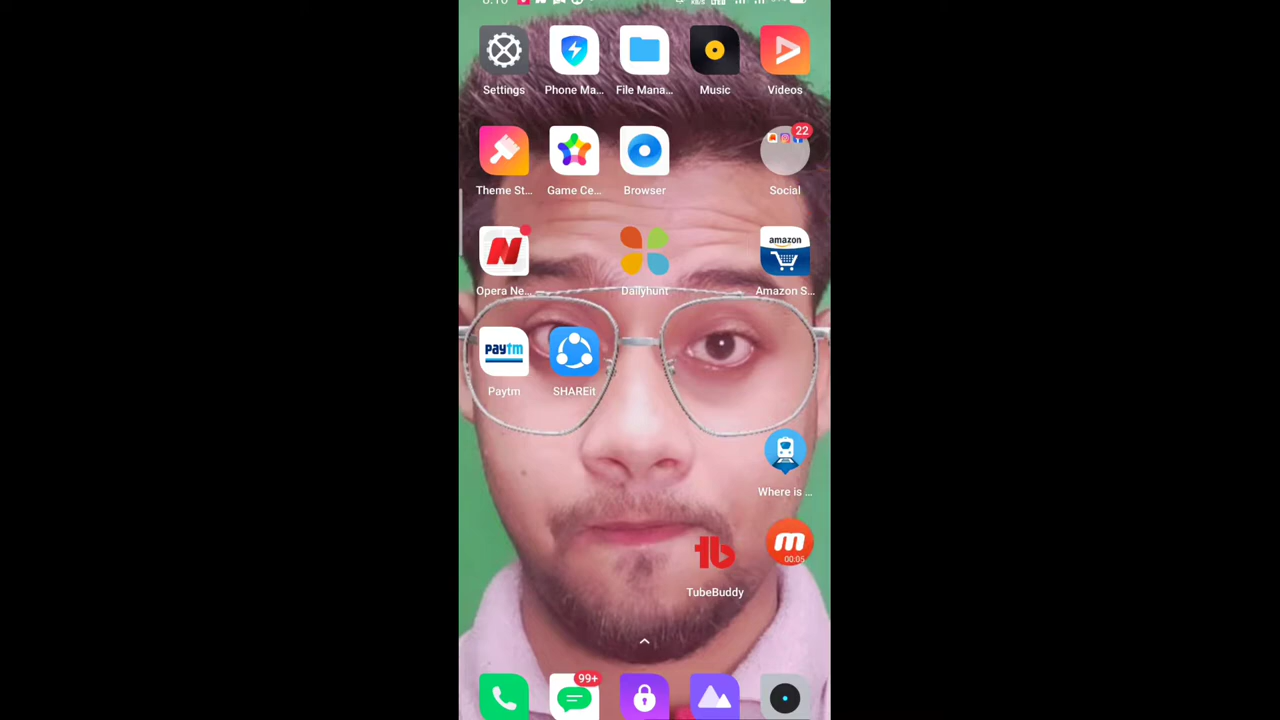 Settings
Phone Ma...
File Mana...
Music
Videos
22
Theme St...
Game Ce...
Browser
Social
amazon
Opera Ne...
Dailyhunt
Amazon S...
paytm
Paytm
SHAREit
Where is ...
m
00:05
tb
TubeBuddy
99+